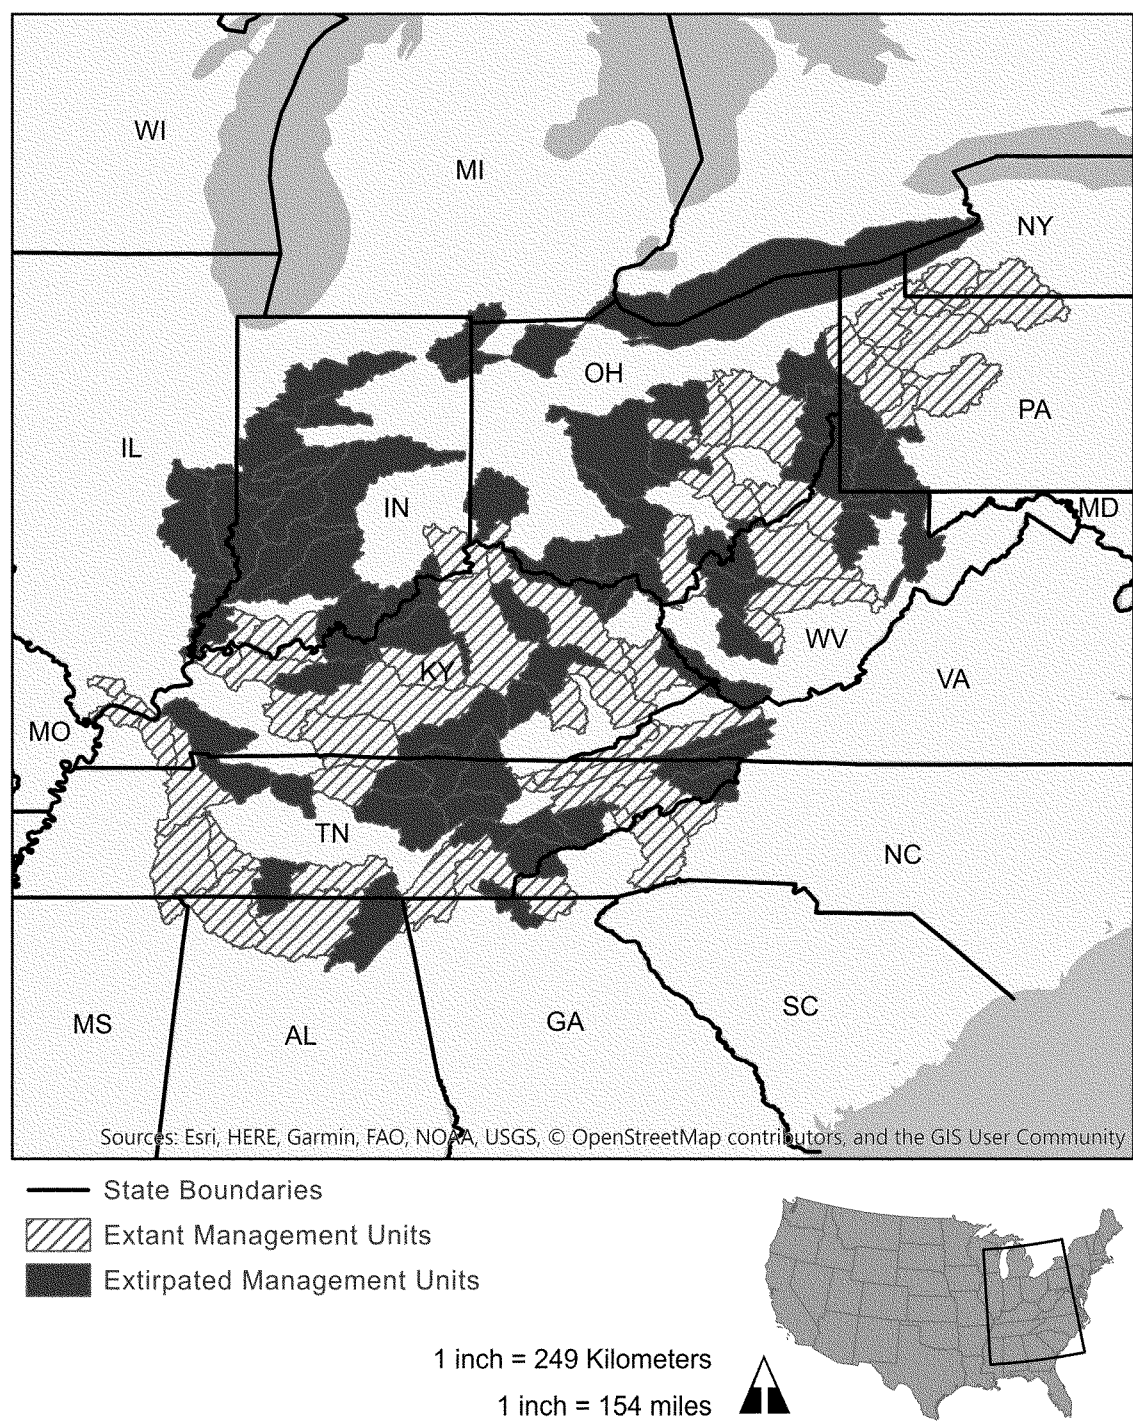 WI
MI
NY
OH
PA
IL
IN
MD
WV
KY
VA
MO
TN
NC
MS
AL
GA
SC
Sources: Esri, HERE, Garmin, FAO, NOAA, USGS, © OpenStreetMap contributors, and the GIS User Community
State Boundaries
Extant Management Units
Extirpated Management Units
1 inch = 249 Kilometers
1 inch = 154 miles